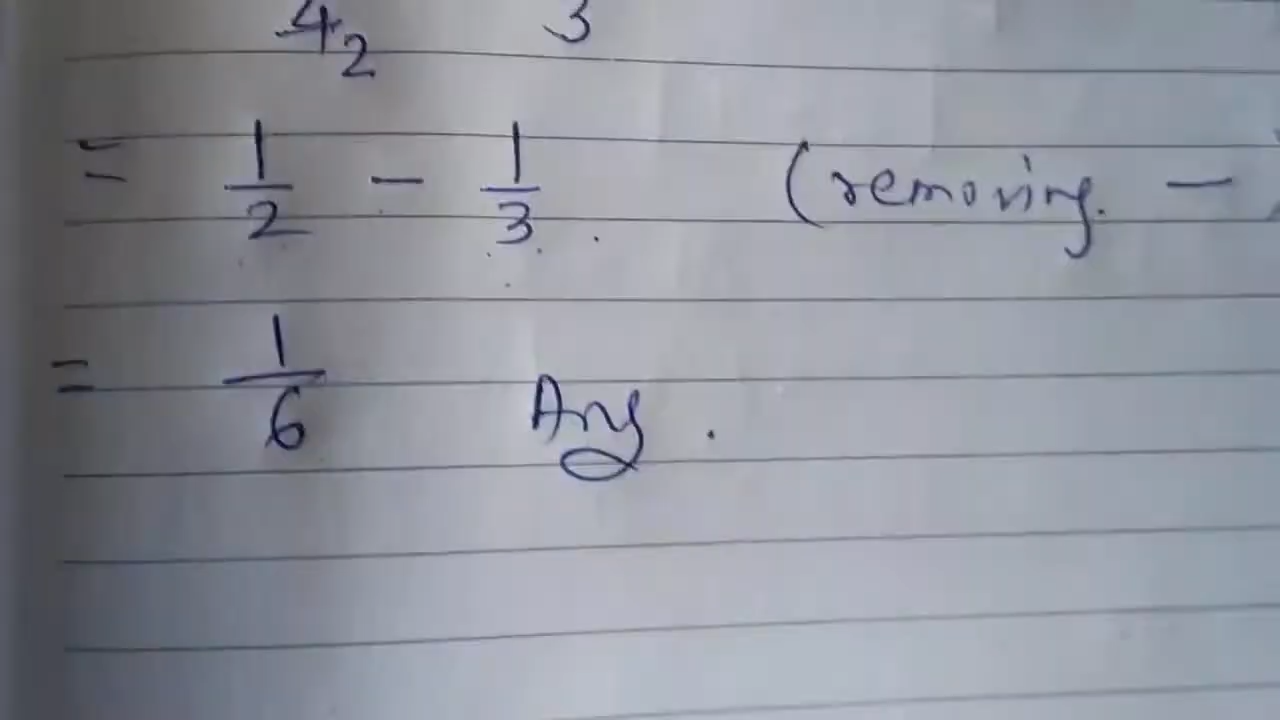 4 2 3
= 1/2 - 1/3 (removing -)
= 1/6 Ans.